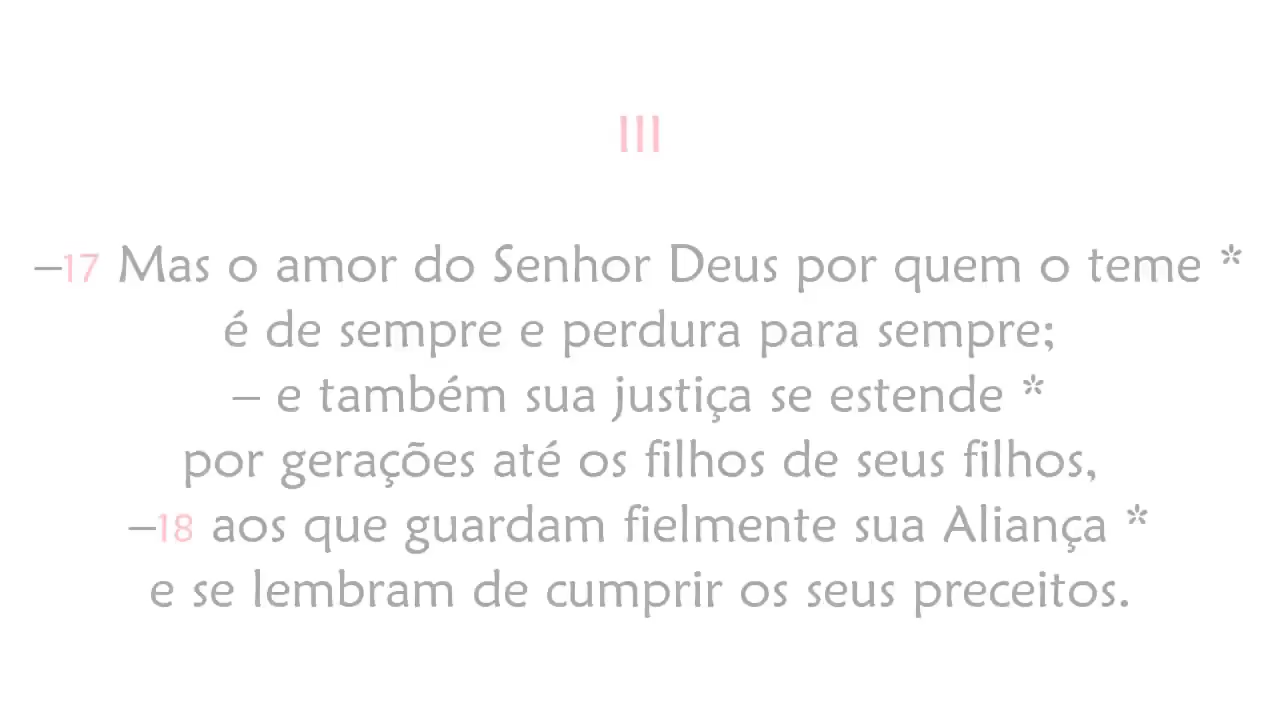 III
–17 Mas o amor do Senhor Deus por quem o teme *
é de sempre e perdura para sempre;
– e também sua justiça se estende *
por gerações até os filhos de seus filhos,
–18 aos que guardam fielmente sua Aliança *
e se lembram de cumprir os seus preceitos.